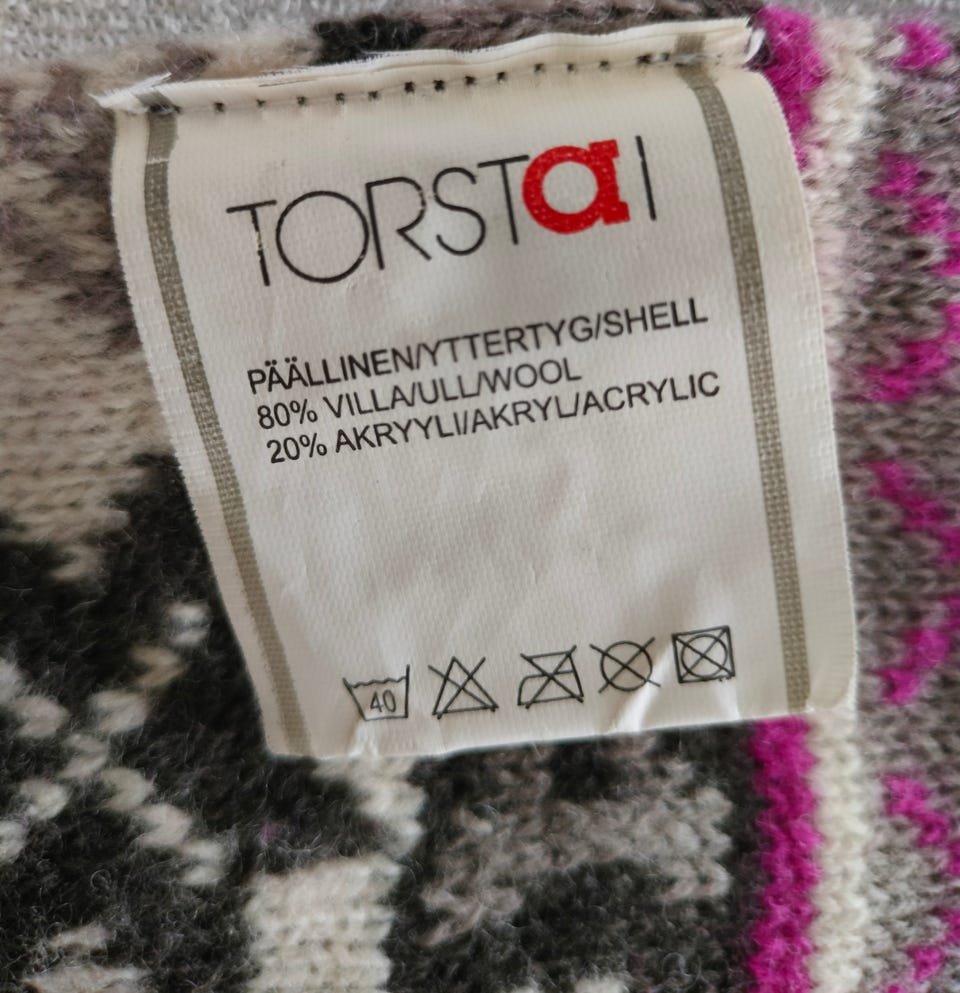 TORSTaI
PÄÄLLINEN/YTTERTYG/SHELL
80% VILLA/ULL/WOOL
20% AKRYYLI/AKRYL/ACRYLIC
40